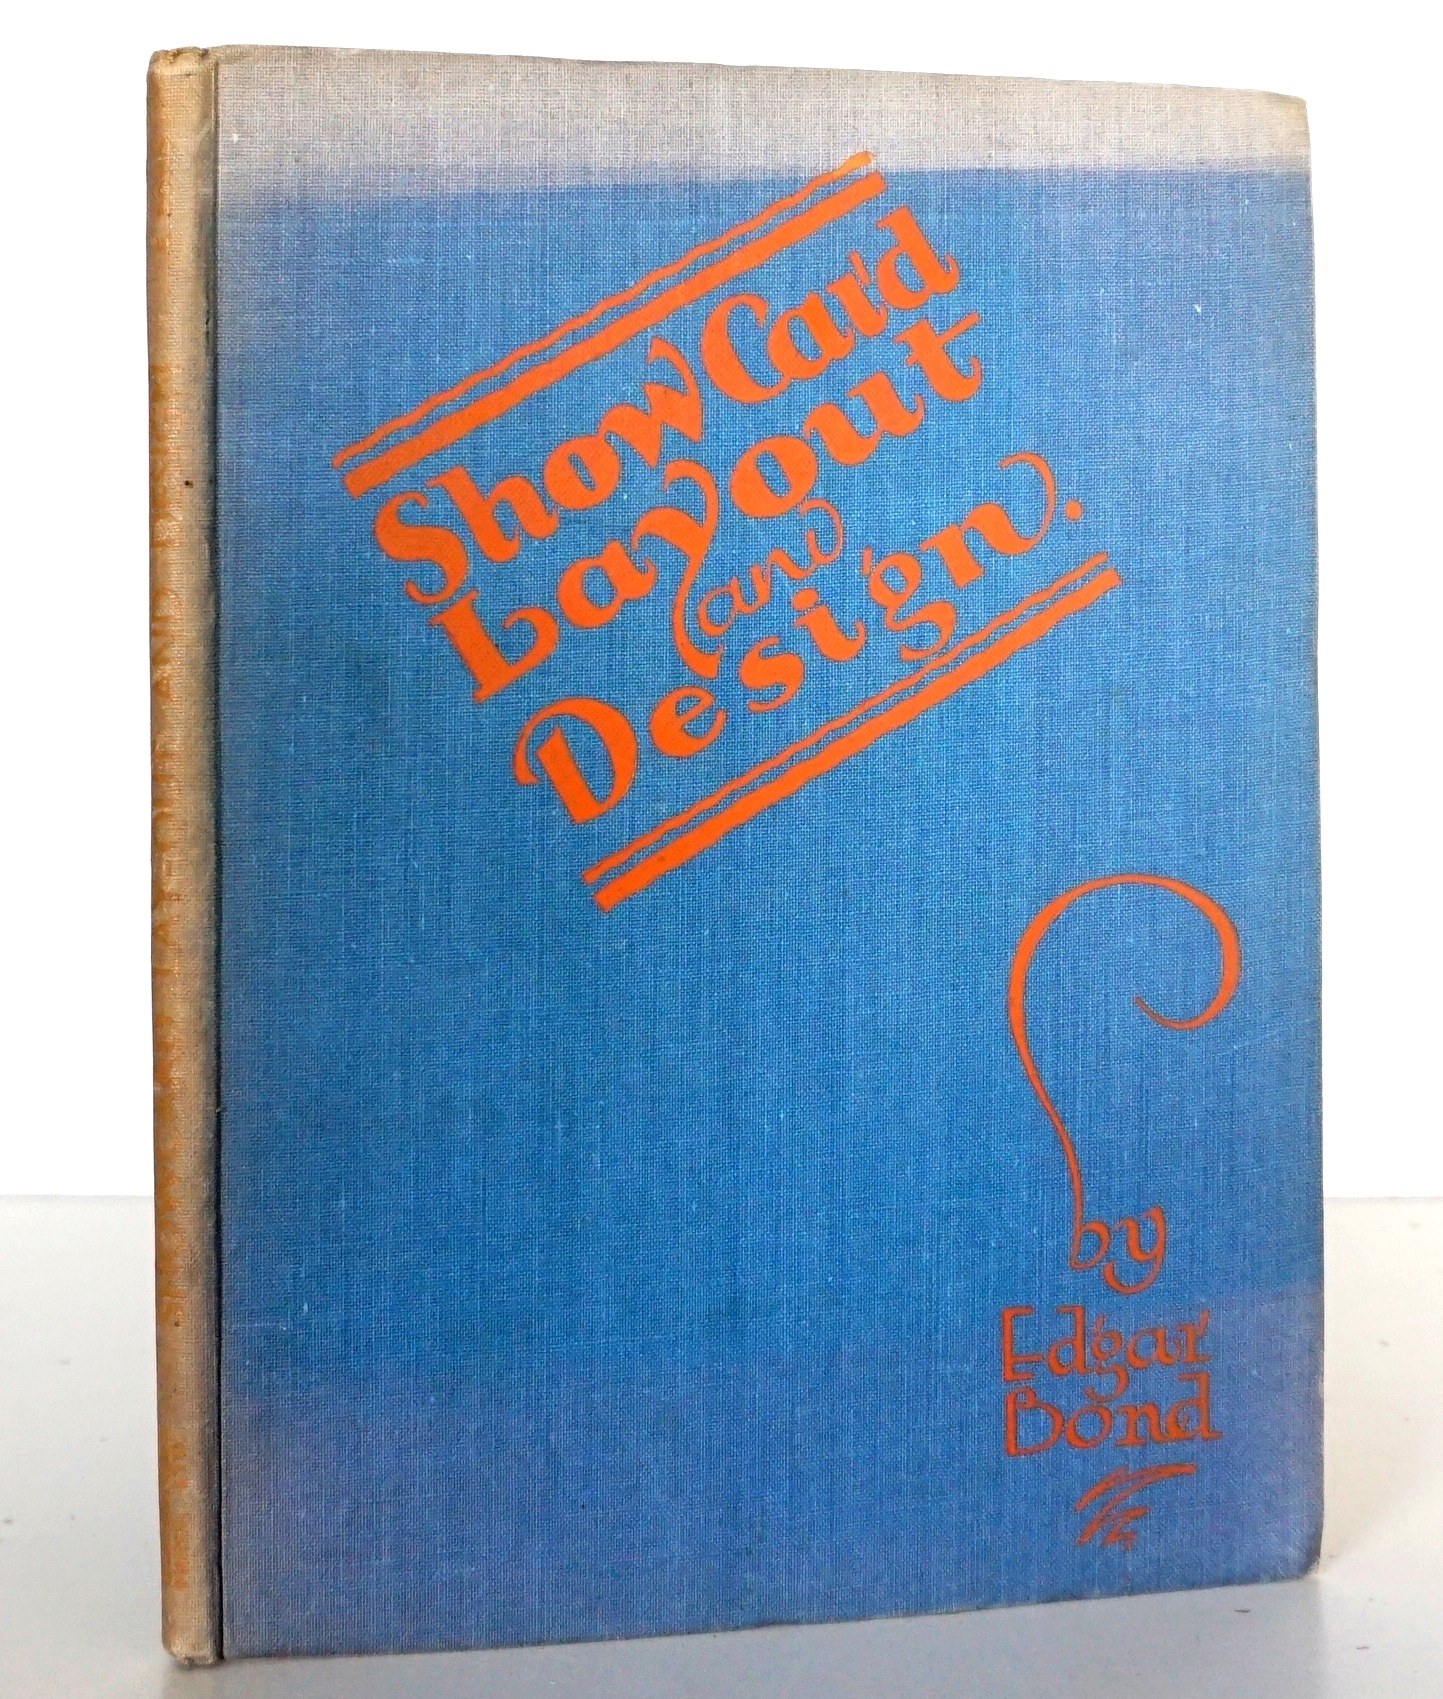 Show Card
Layout
and
Design.
by
Edgar
Bond